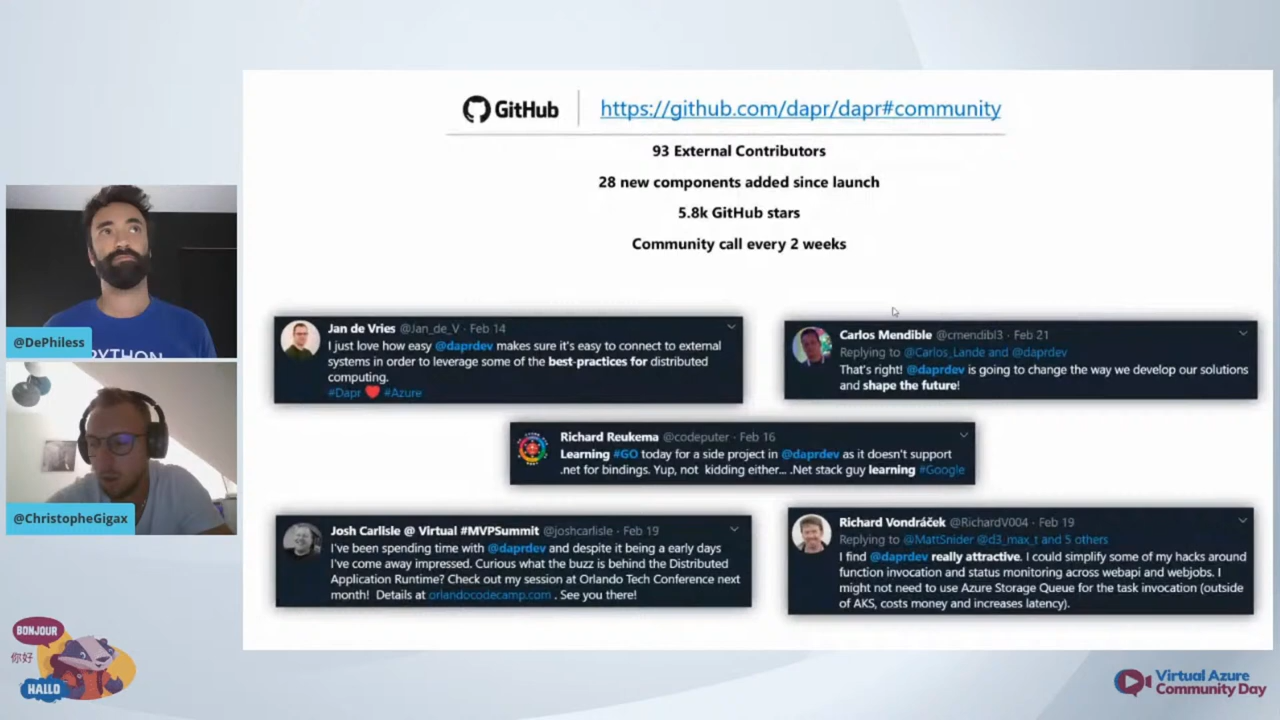 GitHub
https://github.com/dapr/dapr#community
93 External Contributors
28 new components added since launch
5.8k GitHub stars
Community call every 2 weeks
@DePhiless
PYTHON
@ChristopheGigax
Jan de Vries @Jan_de_V · Feb 14
I just love how easy @daprdev makes sure it's easy to connect to external
systems in order to leverage some of the best-practices for distributed
computing.
#Dapr ❤️ #Azure
Carlos Mendible @cmendibl3 · Feb 21
Replying to @Carlos_Lande and @daprdev
That's right! @daprdev is going to change the way we develop our solutions
and shape the future!
Richard Reukema @codeputer · Feb 16
Learning #GO today for a side project in @daprdev as it doesn't support
.net for bindings. Yup, not kidding either... .Net stack guy learning #Google
Josh Carlisle @ Virtual #MVPSummit @joshcarlisle · Feb 19
I've been spending time with @daprdev and despite it being a early days
I've come away impressed. Curious what the buzz is behind the Distributed
Application Runtime? Check out my session at Orlando Tech Conference next
month! Details at orlandocodecamp.com . See you there!
Richard Vondráček @RichardV004 · Feb 19
Replying to @MattSnider @d3_max_t and 5 others
I find @daprdev really attractive. I could simplify some of my hacks around
function invocation and status monitoring across webapi and webjobs. I
might not need to use Azure Storage Queue for the task invocation (outside
of AKS, costs money and increases latency).
BONJOUR
你好
HALLO
Virtual Azure
Community Day